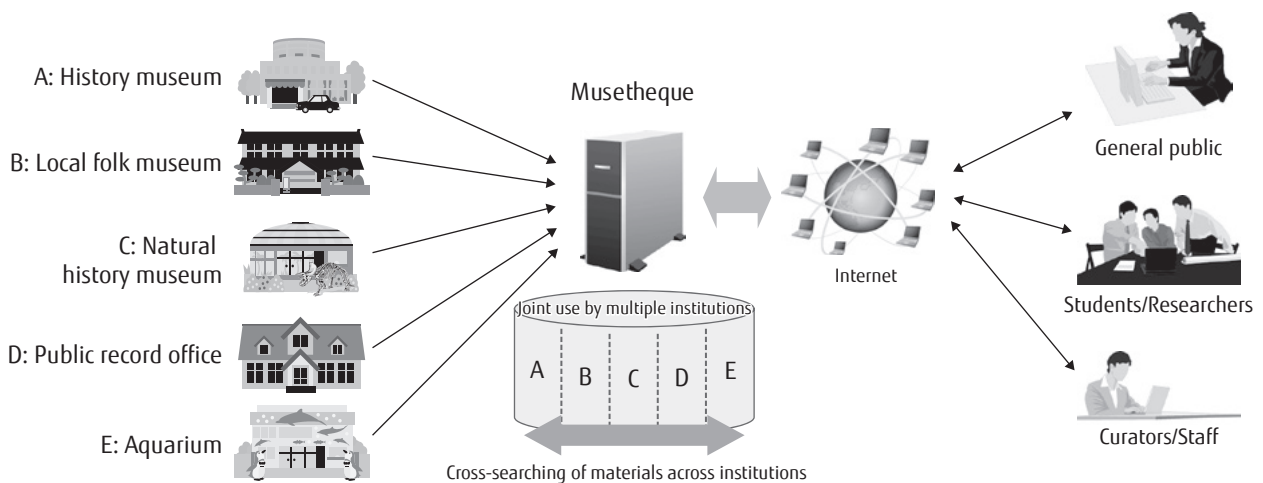 A: History museum
B: Local folk museum
C: Natural
history museum
D: Public record office
E: Aquarium
Musetheque
Joint use by multiple institutions
A
B
C
D
E
Cross-searching of materials across institutions
Internet
General public
Students/Researchers
Curators/Staff